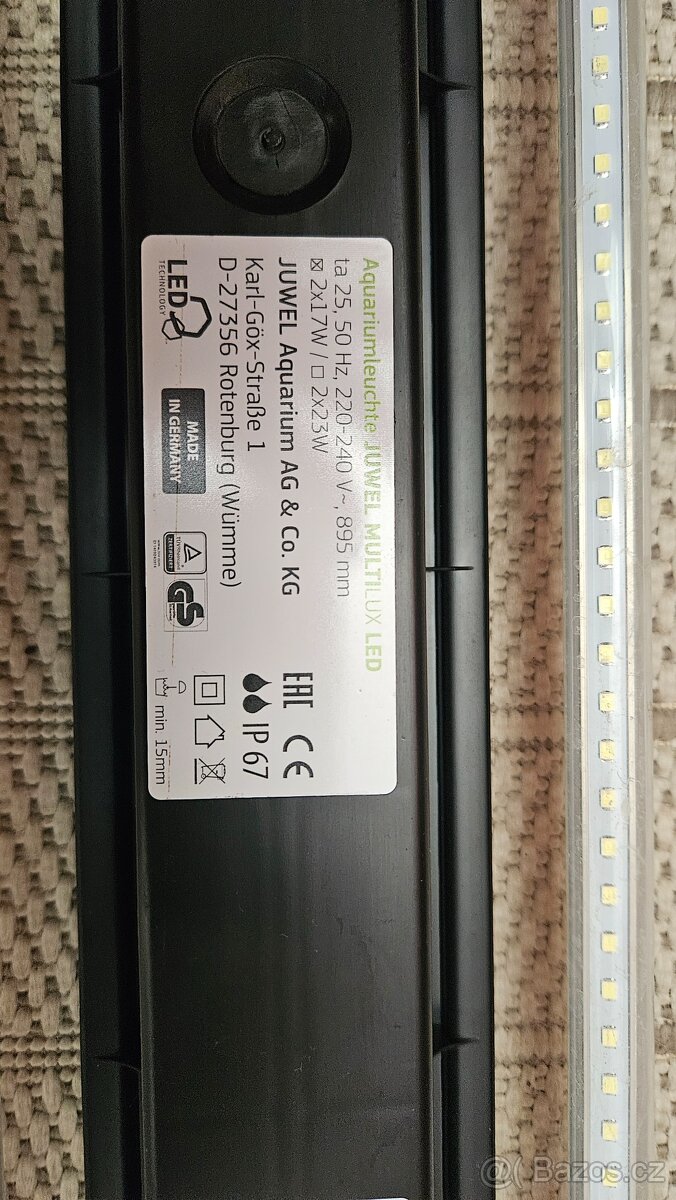 Aquariumleuchte JUWEL MULTILUX LED
ta 25, 50 Hz, 220-240 V~, 895 mm
☒ 2x17W / ☐ 2x23W
JUWEL Aquarium AG & Co. KG
Karl-Göx-Straße 1
D-27356 Rotenburg (Wümme)
EAC CE
IP 67
LED
TECHNOLOGY
MADE
IN GERMANY
GS
min. 15mm
@ Bazos.cz